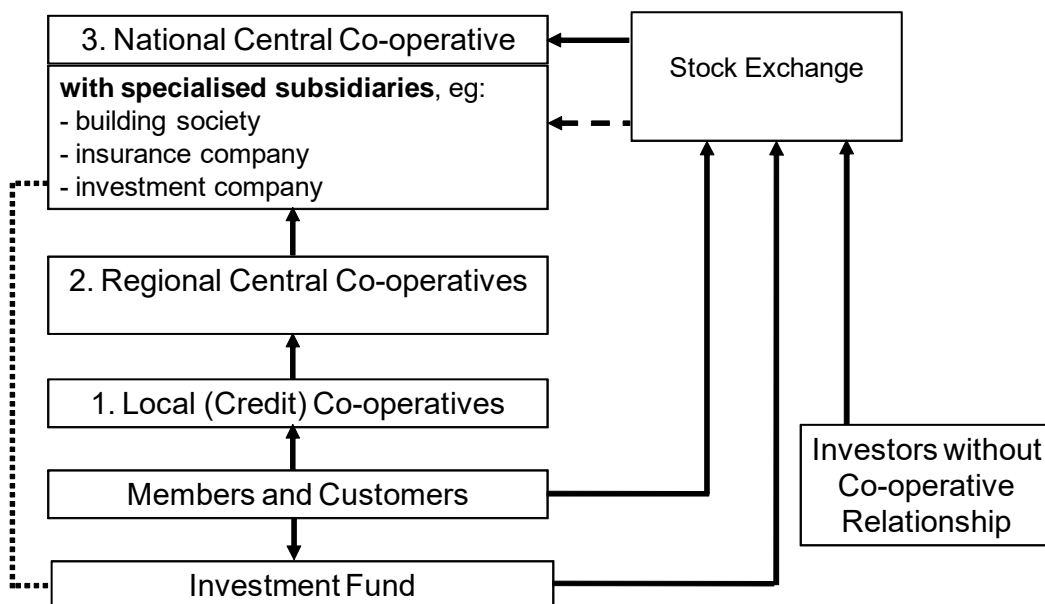 3. National Central Co-operative
with specialised subsidiaries, eg:
- building society
- insurance company
- investment company
Stock Exchange
2. Regional Central Co-operatives
1. Local (Credit) Co-operatives
Members and Customers
Investment Fund
Investors without
Co-operative
Relationship